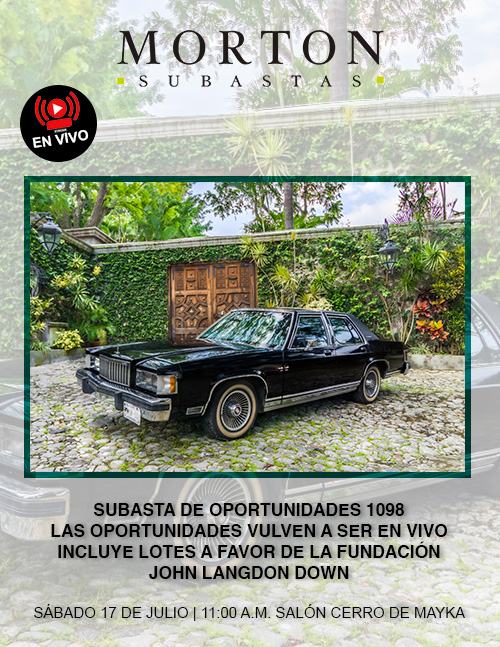 MORTON
SUBASTAS
EN VIVO
SUBASTA DE OPORTUNIDADES 1098
LAS OPORTUNIDADES VULVEN A SER EN VIVO
INCLUYE LOTES A FAVOR DE LA FUNDACIÓN
JOHN LANGDON DOWN
SÁBADO 17 DE JULIO | 11:00 A.M. SALÓN CERRO DE MAYKA